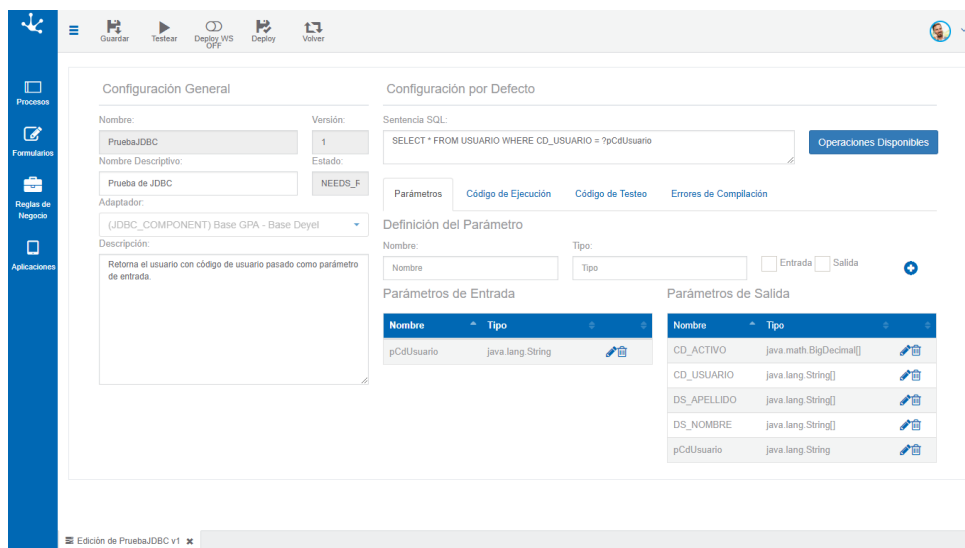 Guardar
Testear
Deploy WS
OFF
Deploy
Volver
Procesos
Formularios
Reglas de
Negocio
Aplicaciones
Configuración General
Nombre:
Versión:
PruebaJDBC
1
Nombre Descriptivo:
Estado:
Prueba de JDBC
NEEDS_F
Adaptador:
(JDBC_COMPONENT) Base GPA - Base Deyel
Descripción:
Retorna el usuario con código de usuario pasado como parámetro
de entrada.
Configuración por Defecto
Sentencia SQL:
SELECT * FROM USUARIO WHERE CD_USUARIO = ?pCdUsuario
Operaciones Disponibles
Parámetros
Código de Ejecución
Código de Testeo
Errores de Compilación
Definición del Parámetro
Nombre:
Tipo:
Nombre
Tipo
Entrada
Salida
Parámetros de Entrada
Nombre Tipo
pCdUsuario java.lang.String
Parámetros de Salida
Nombre Tipo
CD_ACTIVO java.math.BigDecimal[]
CD_USUARIO java.lang.String[]
DS_APELLIDO java.lang.String[]
DS_NOMBRE java.lang.String[]
pCdUsuario java.lang.String
Edición de PruebaJDBC v1